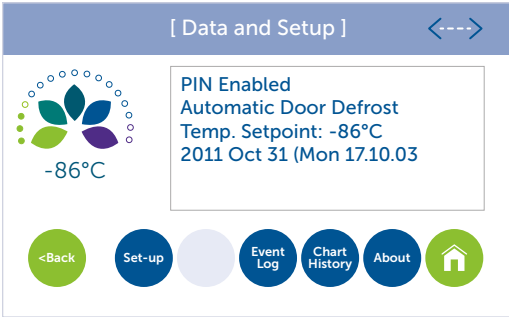 [ Data and Setup ]
PIN Enabled
Automatic Door Defrost
Temp. Setpoint: -86°C
2011 Oct 31 (Mon 17.10.03
-86°C
<Back
Set-up
Event
Log
Chart
History
About